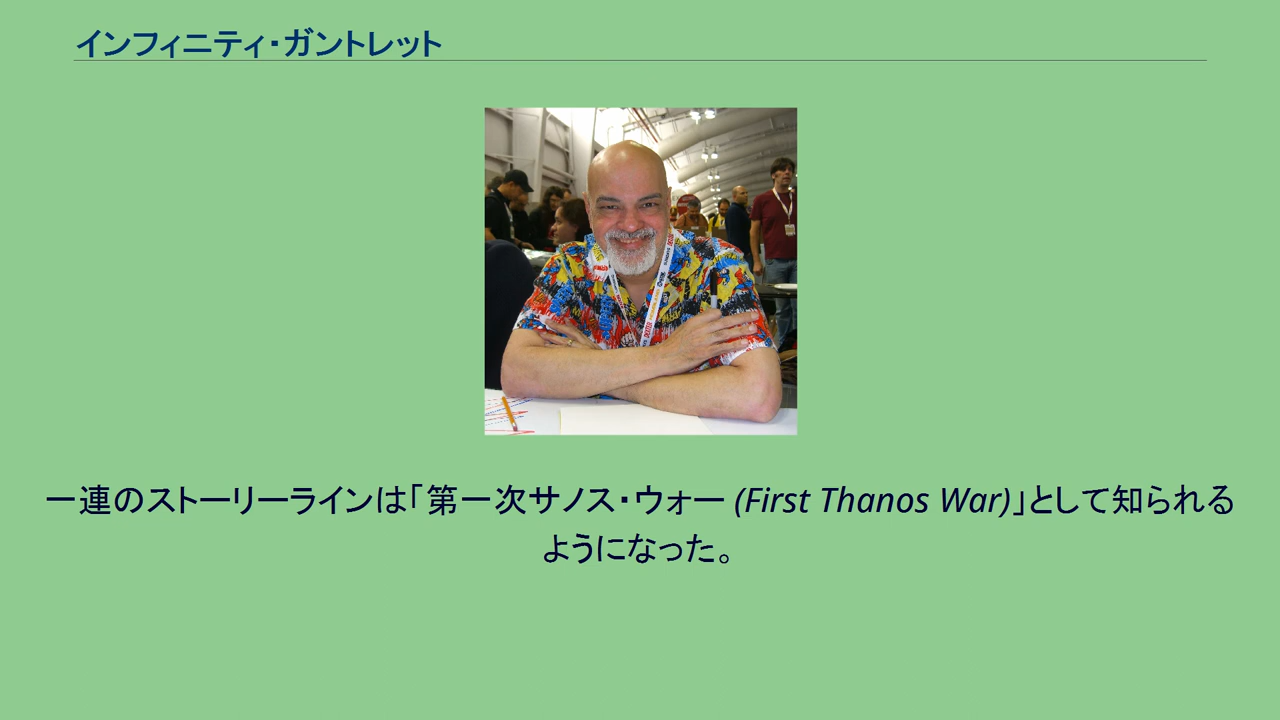 インフィニティ・ガントレット
一連のストーリーラインは「第一次サノス・ウォー (First Thanos War)」として知られる
ようになった。